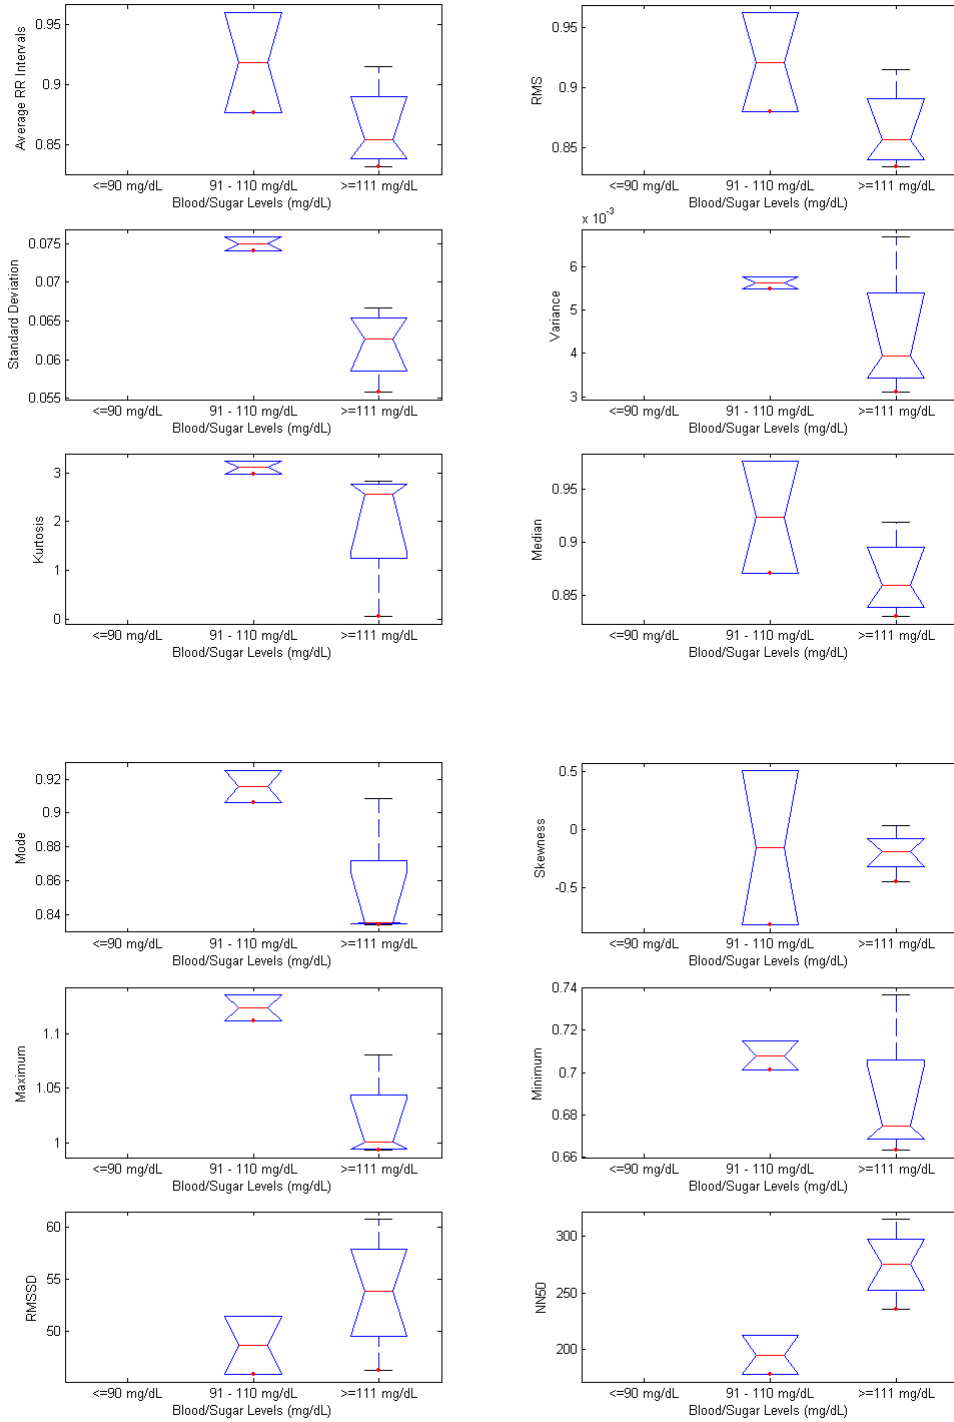 0.95
0.9
0.85
Average RR Intervals
<=90 mg/dL 91 - 110 mg/dL >=111 mg/dL
Blood/Sugar Levels (mg/dL)
0.95
0.9
0.85
RMS
<=90 mg/dL 91 - 110 mg/dL >=111 mg/dL
Blood/Sugar Levels (mg/dL)
0.075
0.07
0.065
0.06
0.055
Standard Deviation
<=90 mg/dL 91 - 110 mg/dL >=111 mg/dL
Blood/Sugar Levels (mg/dL)
x 10-3
6
5
4
3
Variance
<=90 mg/dL 91 - 110 mg/dL >=111 mg/dL
Blood/Sugar Levels (mg/dL)
3
2
1
0
Kurtosis
<=90 mg/dL 91 - 110 mg/dL >=111 mg/dL
Blood/Sugar Levels (mg/dL)
0.95
0.9
0.85
Median
<=90 mg/dL 91 - 110 mg/dL >=111 mg/dL
Blood/Sugar Levels (mg/dL)
0.92
0.9
0.88
0.86
0.84
Mode
<=90 mg/dL 91 - 110 mg/dL >=111 mg/dL
Blood/Sugar Levels (mg/dL)
0.5
0
-0.5
Skewness
<=90 mg/dL 91 - 110 mg/dL >=111 mg/dL
Blood/Sugar Levels (mg/dL)
1.1
1.05
1
Maximum
<=90 mg/dL 91 - 110 mg/dL >=111 mg/dL
Blood/Sugar Levels (mg/dL)
0.74
0.72
0.7
0.68
0.66
Minimum
<=90 mg/dL 91 - 110 mg/dL >=111 mg/dL
Blood/Sugar Levels (mg/dL)
60
55
50
RMSSD
<=90 mg/dL 91 - 110 mg/dL >=111 mg/dL
Blood/Sugar Levels (mg/dL)
300
250
200
NN50
<=90 mg/dL 91 - 110 mg/dL >=111 mg/dL
Blood/Sugar Levels (mg/dL)